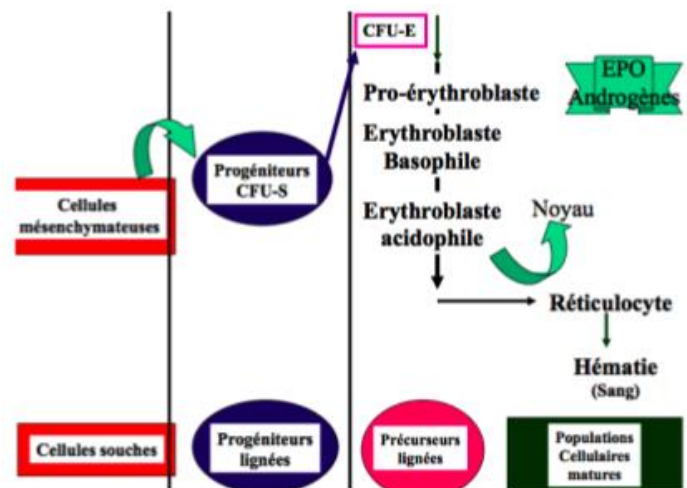 CFU-E
EPO
Androgènes
Pro-érythroblaste
Erythroblaste
Basophile
Progéniteurs
CFU-S
Cellules
mésenchymateuses
Erythroblaste
acidophile
Noyau
Réticulocyte
Hématie
(Sang)
Cellules souches
Progéniteurs
lignées
Précurseurs
lignées
Populations
Cellulaires
matures